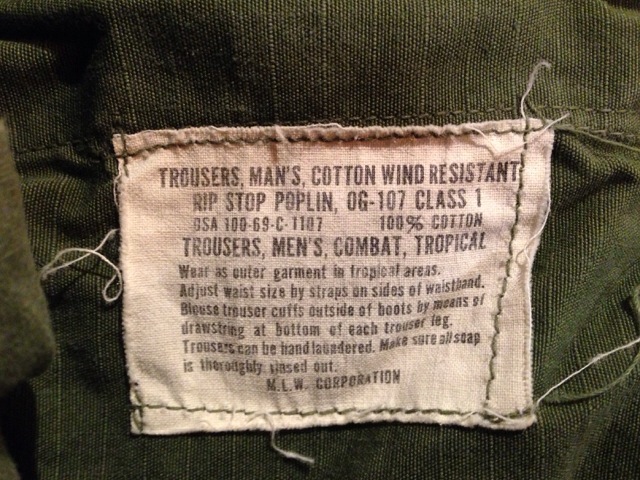 TROUSERS, MAN'S, COTTON WIND RESISTANT
RIP STOP POPLIN, OG-107 CLASS 1
DSA 100-69-C-1107 100% COTTON
TROUSERS, MEN'S, COMBAT, TROPICAL
Wear as outer garment in tropical areas.
Adjust waist size by straps on sides of waistband.
Blouse trouser cuffs outside of boots by means of
drawstring at bottom of each trouser leg.
Trousers can be hand laundered. Make sure all soap
is thoroughly rinsed out.
M.L.W. CORPORATION